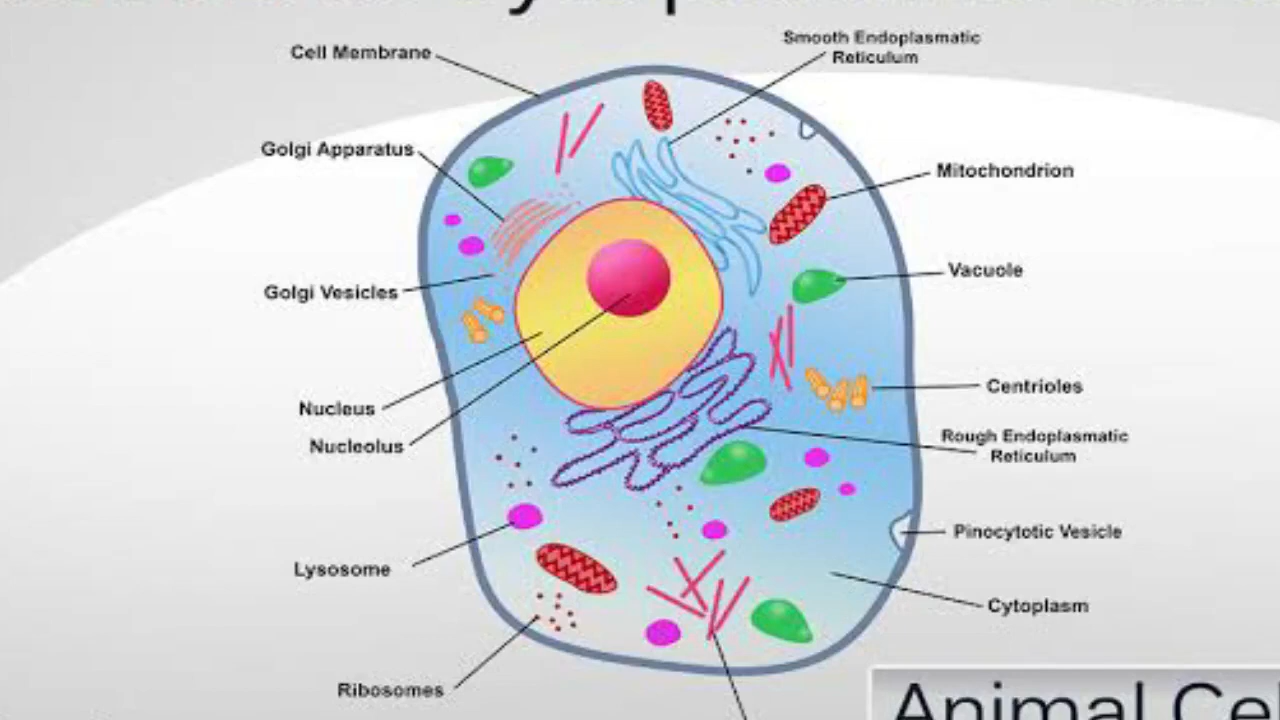 Cell Membrane
Smooth Endoplasmatic
Reticulum
Golgi Apparatus
Mitochondrion
Vacuole
Golgi Vesicles
Centrioles
Nucleus
Rough Endoplasmatic
Nucleolus
Reticulum
Pinocytotic Vesicle
Lysosome
Cytoplasm
Ribosomes
Animal Cel